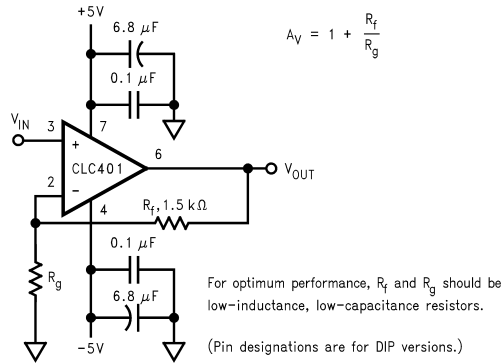 +5V
6.8 μF
A_V = 1 + R_f / R_g
0.1 μF
V_IN
3
7
+
CLC401
6
V_OUT
2
−
4
R_f, 1.5 kΩ
0.1 μF
R_g
6.8 μF
−5V
For optimum performance, R_f and R_g should be
low-inductance, low-capacitance resistors.
(Pin designations are for DIP versions.)